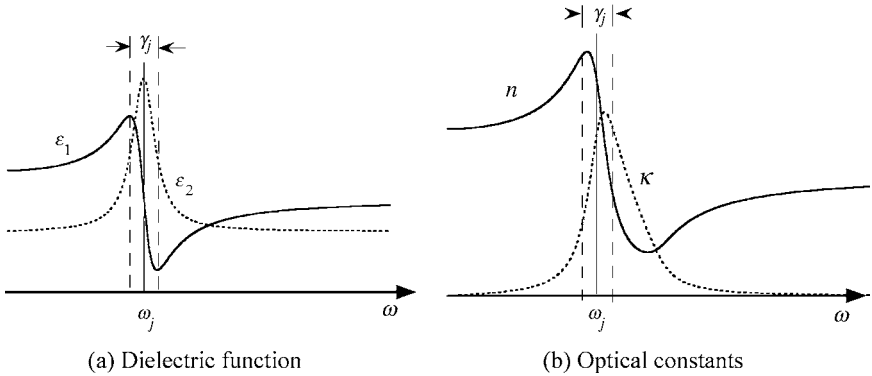 γj
ε1
ε2
ωj
ω
(a) Dielectric function
γj
n
κ
ωj
ω
(b) Optical constants